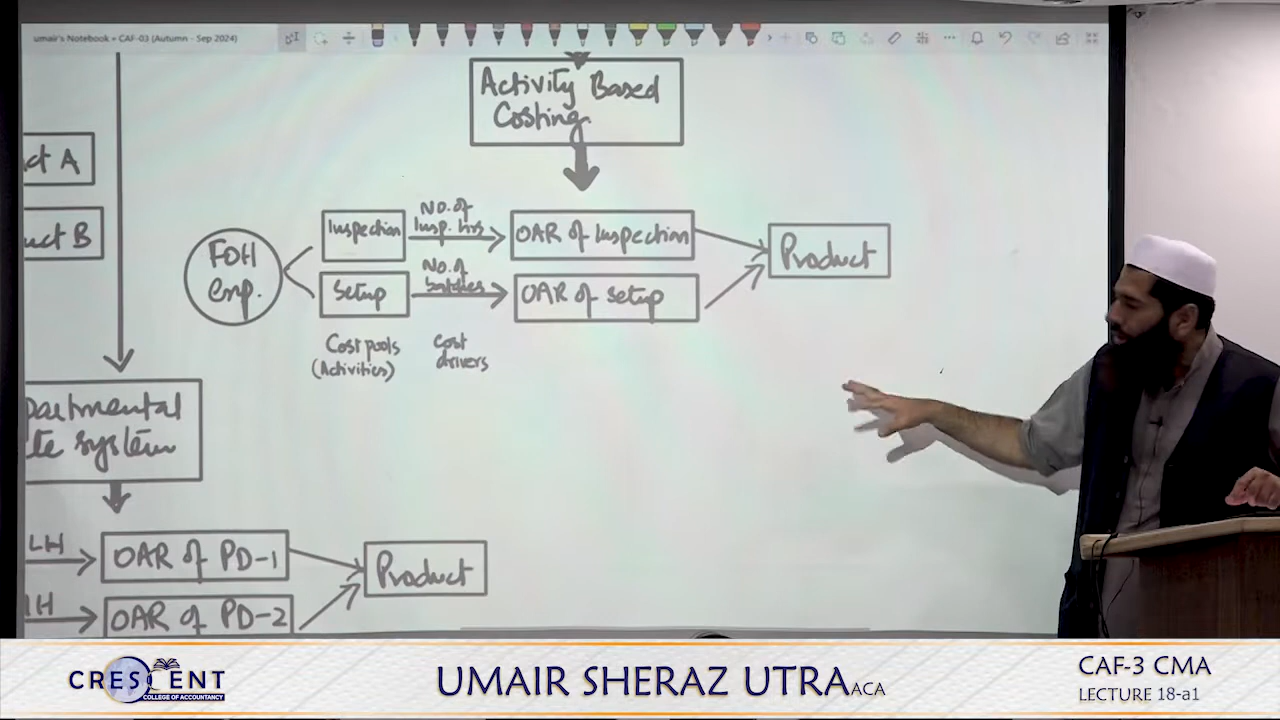 umair's Notebook » CAF-03 (Autumn - Sep 2024)
Activity Based
Costing
ct A
uct B
FOH
exp.
Inspection
Setup
No. of
Insp. hrs
No. of
batches
OAR of Inspection
OAR of setup
Product
Cost pools
(Activities)
Cost
drivers
partmental
te system
LH
OAR of PD-1
Product
1H
OAR of PD-2
CRESCENT
COLLEGE OF ACCOUNTANCY
UMAIR SHERAZ UTRA ACA
CAF-3 CMA
LECTURE 18-a1